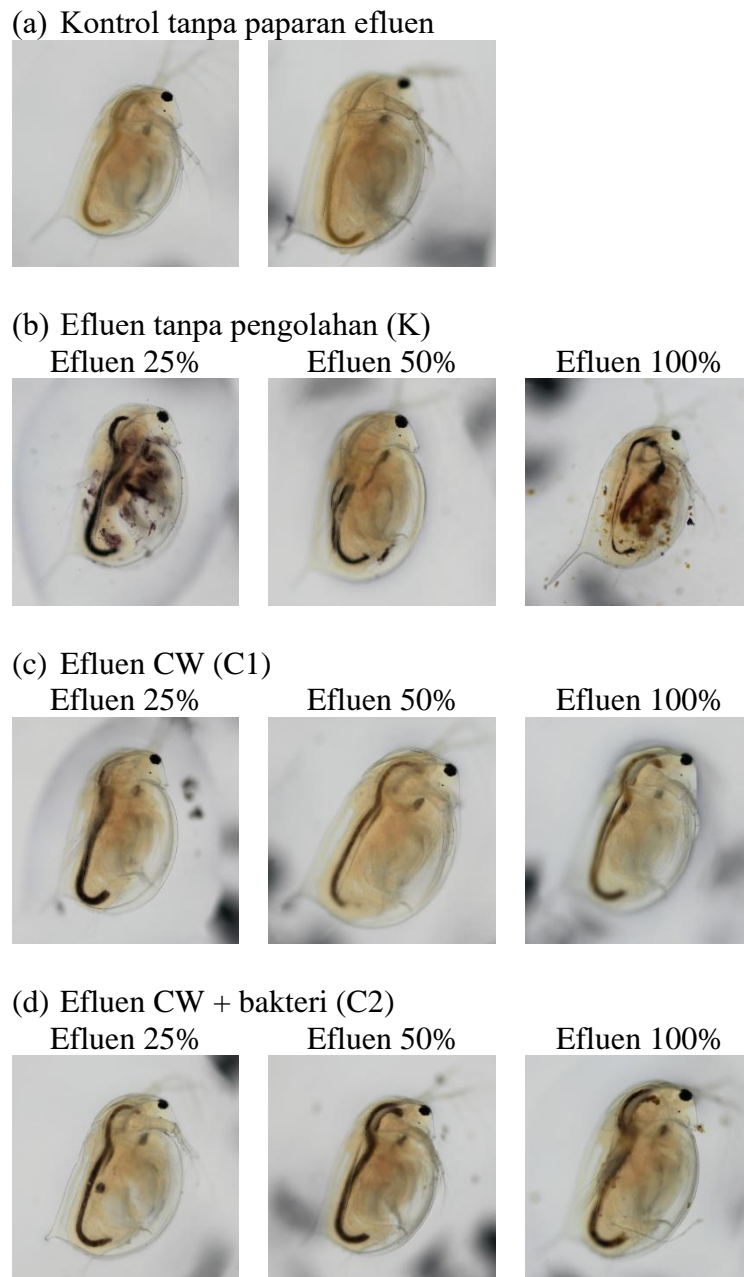 (a) Kontrol tanpa paparan efluen
(b) Efluen tanpa pengolahan (K)
Efluen 25% Efluen 50% Efluen 100%
(c) Efluen CW (C1)
Efluen 25% Efluen 50% Efluen 100%
(d) Efluen CW + bakteri (C2)
Efluen 25% Efluen 50% Efluen 100%